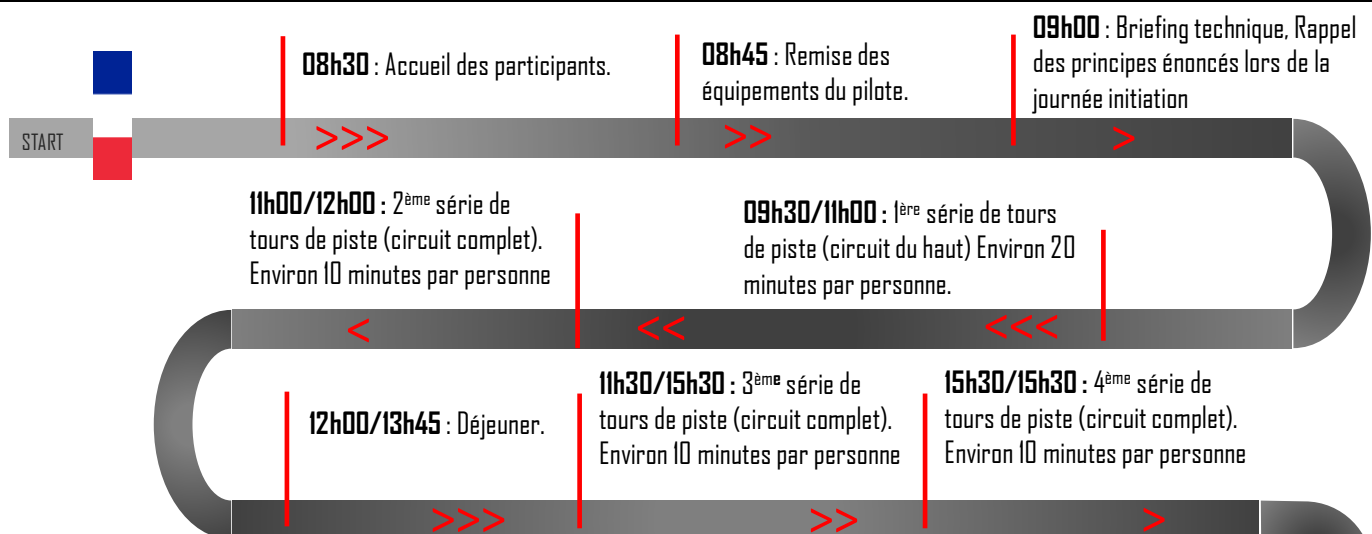 START
08h30 : Accueil des participants.
08h45 : Remise des
équipements du pilote.
09h00 : Briefing technique, Rappel
des principes énoncés lors de la
journée initiation
>>>
>>
>
09h30/11h00 : 1ère série de tours
de piste (circuit du haut) Environ 20
minutes par personne.
11h00/12h00 : 2ème série de
tours de piste (circuit complet).
Environ 10 minutes par personne
<<<
<<
<
12h00/13h45 : Déjeuner.
11h30/15h30 : 3ème série de
tours de piste (circuit complet).
Environ 10 minutes par personne
15h30/15h30 : 4ème série de
tours de piste (circuit complet).
Environ 10 minutes par personne
>>>
>>
>